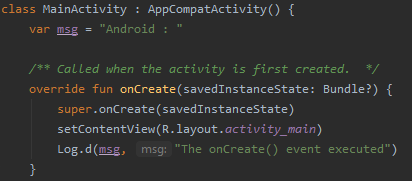 class MainActivity : AppCompatActivity() {
var msg = "Android : "
/** Called when the activity is first created.  */
override fun onCreate(savedInstanceState: Bundle?) {
super.onCreate(savedInstanceState)
setContentView(R.layout.activity_main)
Log.d(msg, msg: "The onCreate() event executed")
}